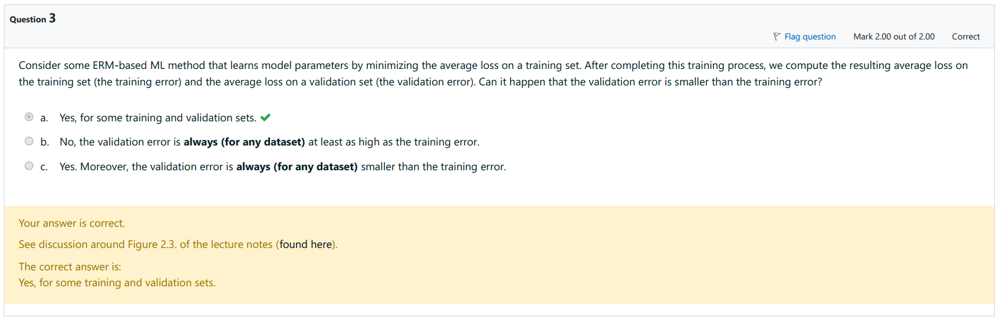 Question 3
Flag question Mark 2.00 out of 2.00 Correct
Consider some ERM-based ML method that learns model parameters by minimizing the average loss on a training set. After completing this training process, we compute the resulting average loss on
the training set (the training error) and the average loss on a validation set (the validation error). Can it happen that the validation error is smaller than the training error?
a. Yes, for some training and validation sets.
b. No, the validation error is always (for any dataset) at least as high as the training error.
c. Yes. Moreover, the validation error is always (for any dataset) smaller than the training error.
Your answer is correct.
See discussion around Figure 2.3. of the lecture notes (found here).
The correct answer is:
Yes, for some training and validation sets.